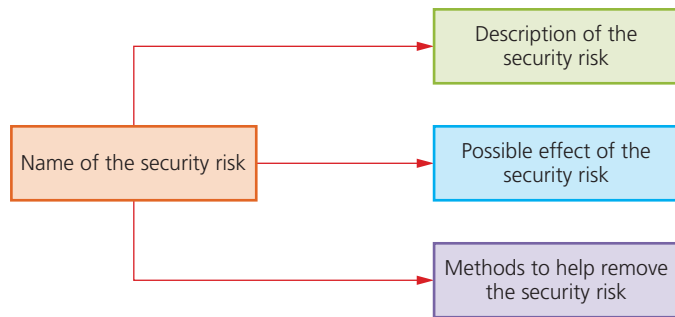 Description of the
security risk
Name of the security risk
Possible effect of the
security risk
Methods to help remove
the security risk